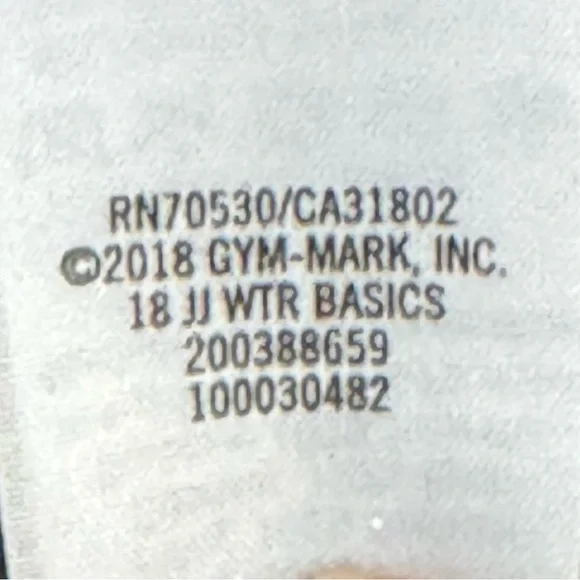 RN70530/CA31802
©2018 GYM-MARK, INC.
18 JJ WTR BASICS
200388659
100030482